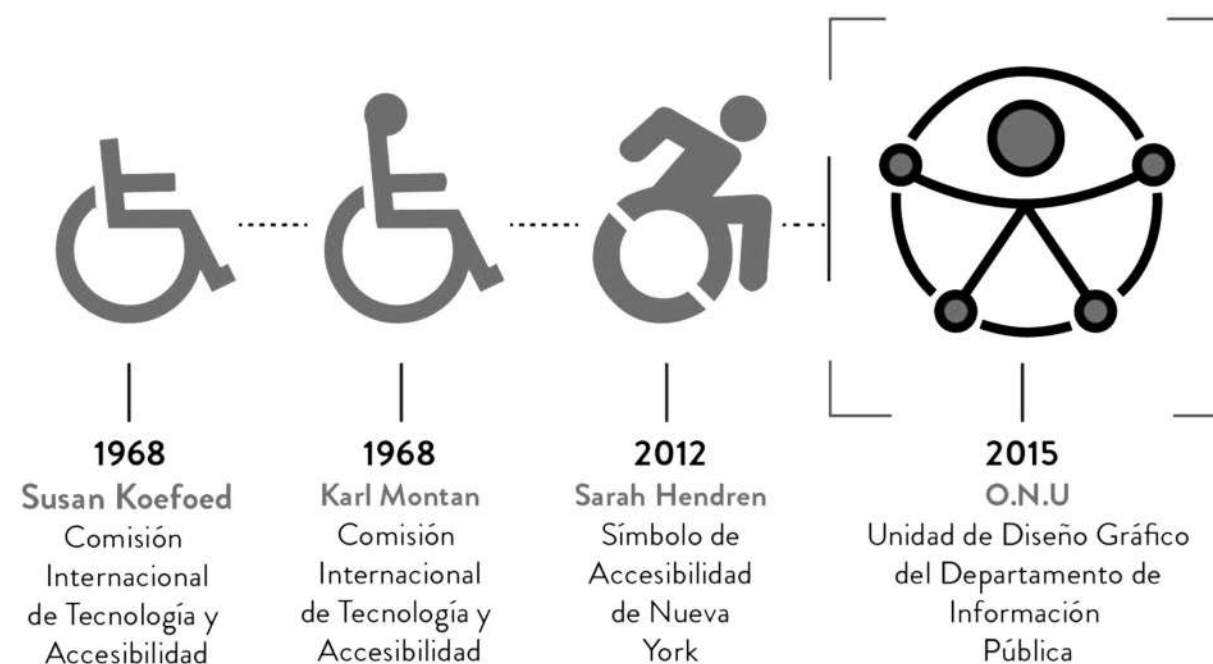 1968
Susan Koefoed
Comisión
Internacional
de Tecnología y
Accesibilidad
1968
Karl Montan
Comisión
Internacional
de Tecnología y
Accesibilidad
2012
Sarah Hendren
Símbolo de
Accesibilidad
de Nueva
York
2015
O.N.U
Unidad de Diseño Gráfico
del Departamento de
Información
Pública